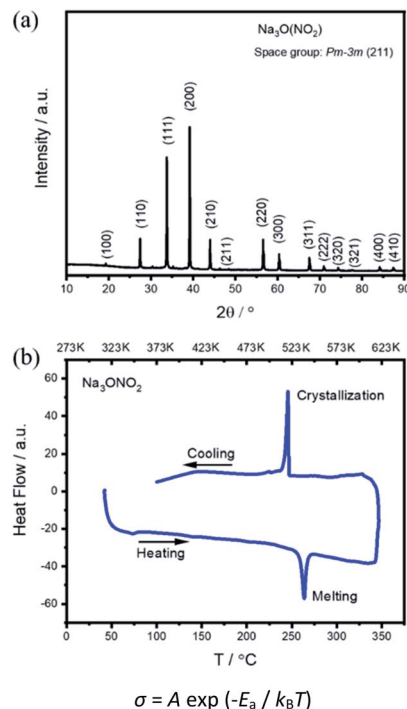 (a)
Na₃O(NO₂)
Space group: Pm-3m (211)
Intensity / a.u.
(100)
(110)
(111)
(200)
(210)
(211)
(220)
(300)
(311)
(222)
(320)
(321)
(400)
(410)
10 20 30 40 50 60 70 80 90
2θ / °
(b)
273K 323K 373K 423K 473K 523K 573K 623K
Na₃ONO₂
Crystallization
Cooling
Heating
Melting
Heat Flow / a.u.
60
40
20
0
-20
-40
-60
0 50 100 150 200 250 300 350
T / °C
σ = A exp (-Eₐ / k_BT)